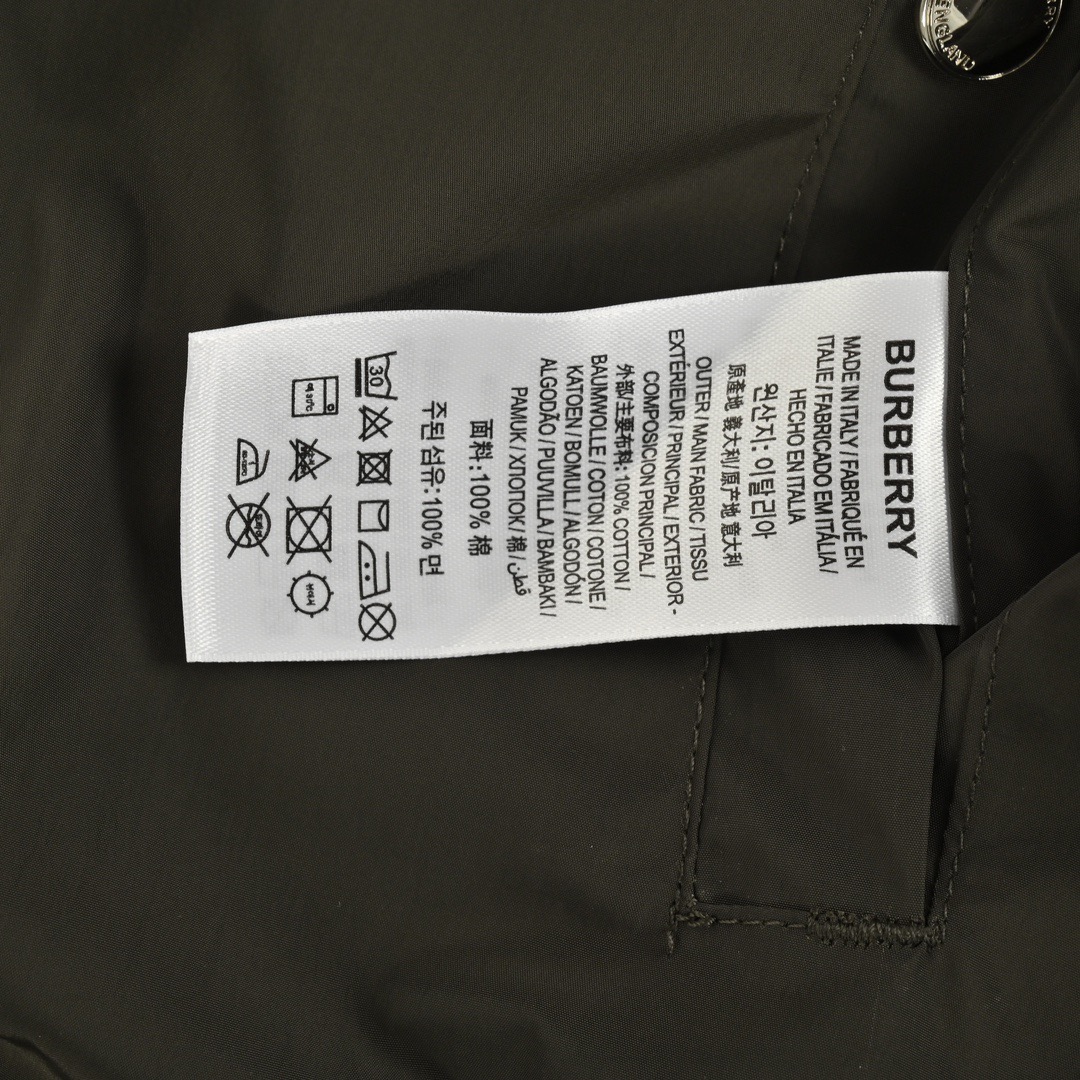 BURBERRY
MADE IN ITALY / FABRIQUÉ EN
ITALIE / FABRICADO EM ITÁLIA /
HECHO EN ITALIA
원산지: 이탈리아
原產地 義大利/原产地 意大利
OUTER / MAIN FABRIC / TISSU
EXTÉRIEUR / PRINCIPAL / EXTERIOR -
COMPOSICION PRINCIPAL /
外部/主要布料: 100% COTTON /
BAUMWOLLE / COTON / COTONE /
KATOEN / BOMULL / ALGODÓN /
ALGODÃO / PUUVILLA / BAMBAKI /
PAMUK / ХЛОПОК / 棉 / قطن
面料:100% 棉
주된 섬유:100% 면
30
ENGLAND